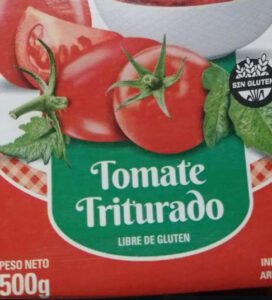 SIN GLUTEN
Tomate
Triturado
LIBRE DE GLUTEN
PESO NETO
500g